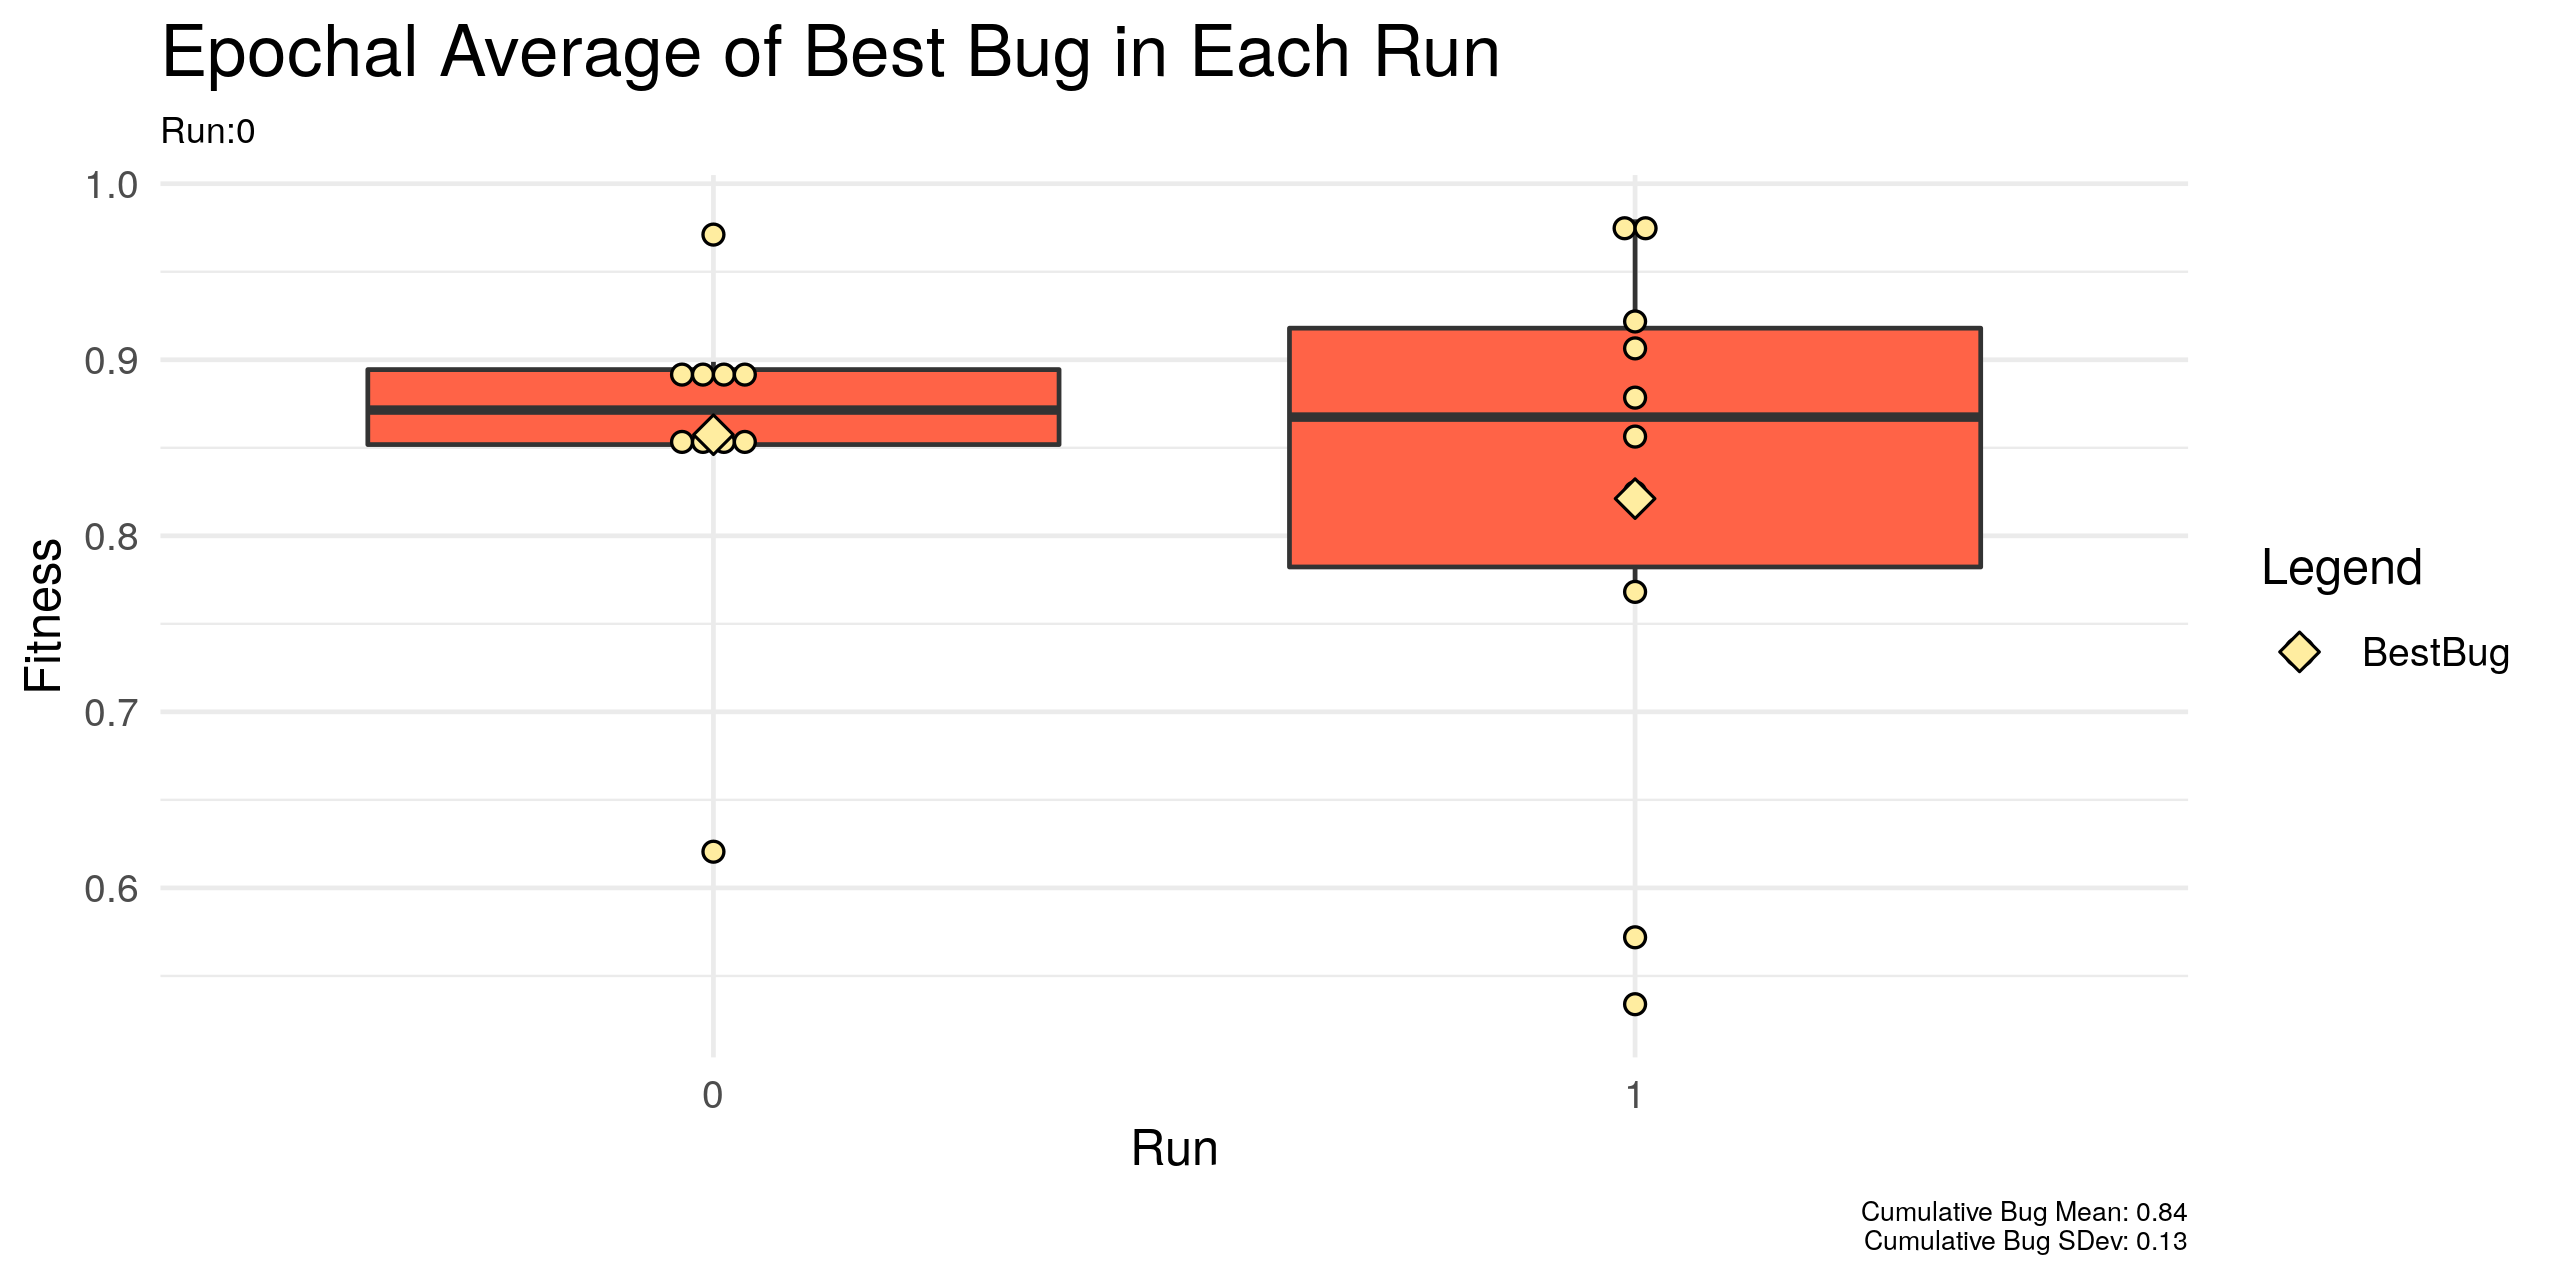 Epochal Average of Best Bug in Each Run
Run:0
1.0
0.9
0.8
0.7
0.6
Fitness
0
1
Run
Legend
BestBug
Cumulative Bug Mean: 0.84
Cumulative Bug SDev: 0.13